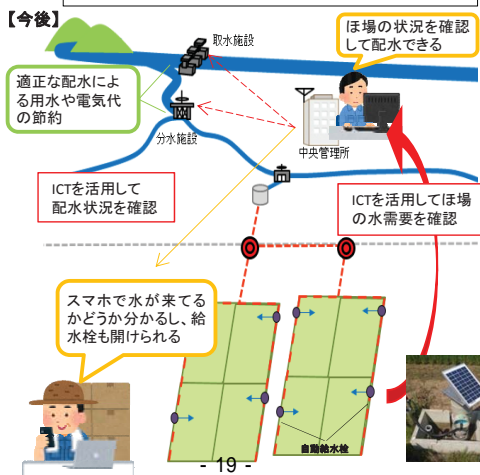 【今後】
取水施設
ほ場の状況を確認
して配水できる
適正な配水によ
る用水や電気代
の節約
分水施設
中央管理所
ICTを活用して
配水状況を確認
ICTを活用してほ場
の水需要を確認
スマホで水が来てる
かどうか分かるし、給
水栓も開けられる
自動給水栓
- 19 -